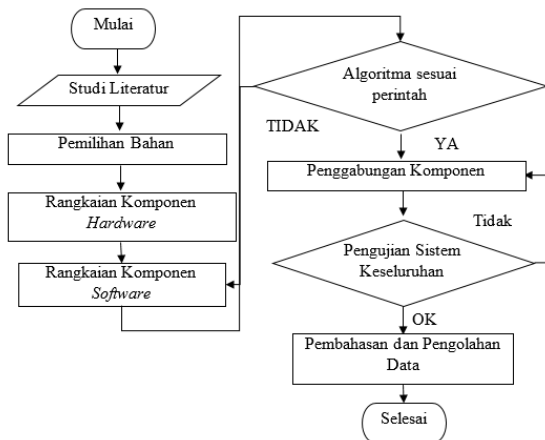 Mulai
Studi Literatur
Pemilihan Bahan
Rangkaian Komponen
Hardware
Rangkaian Komponen
Software
Algoritma sesuai
perintah
TIDAK
YA
Penggabungan Komponen
Tidak
Pengujian Sistem
Keseluruhan
OK
Pembahasan dan Pengolahan
Data
Selesai